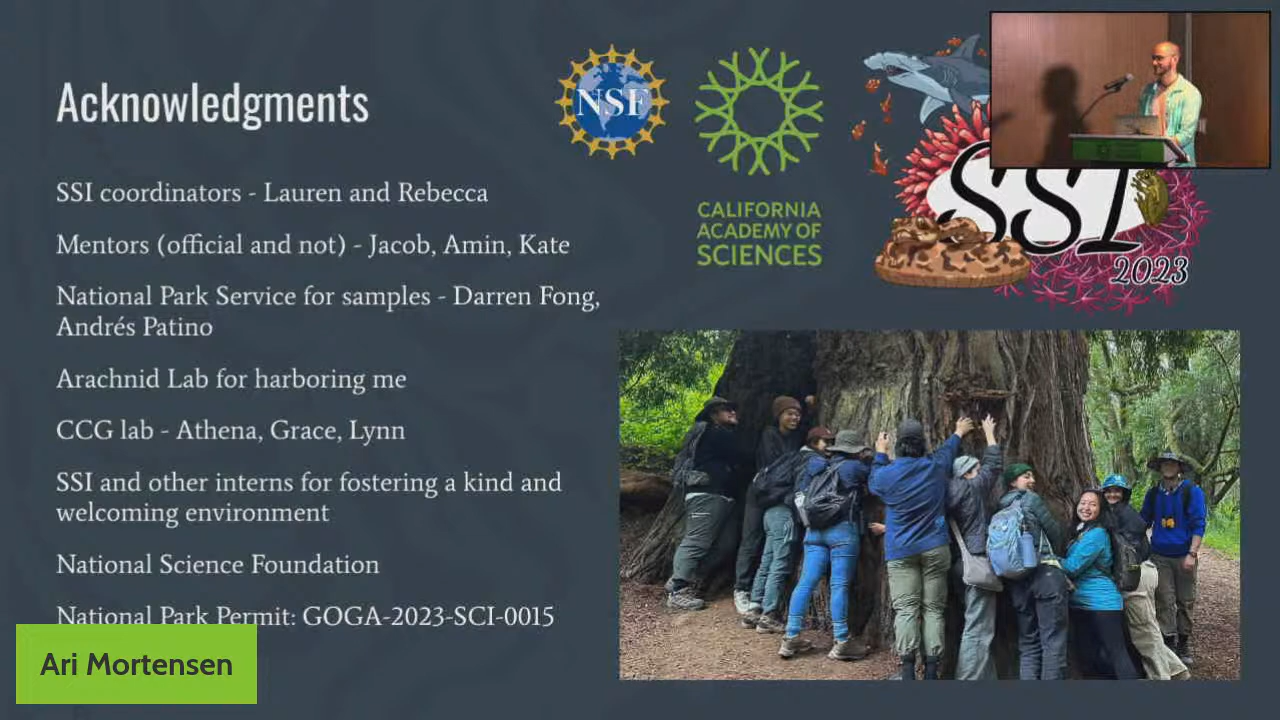 Acknowledgments
NSF
CALIFORNIA
ACADEMY OF
SCIENCES
SSI
2023
SSI coordinators - Lauren and Rebecca
Mentors (official and not) - Jacob, Amin, Kate
National Park Service for samples - Darren Fong,
Andrés Patino
Arachnid Lab for harboring me
CCG lab - Athena, Grace, Lynn
SSI and other interns for fostering a kind and
welcoming environment
National Science Foundation
National Park Permit: GOGA-2023-SCI-0015
Ari Mortensen